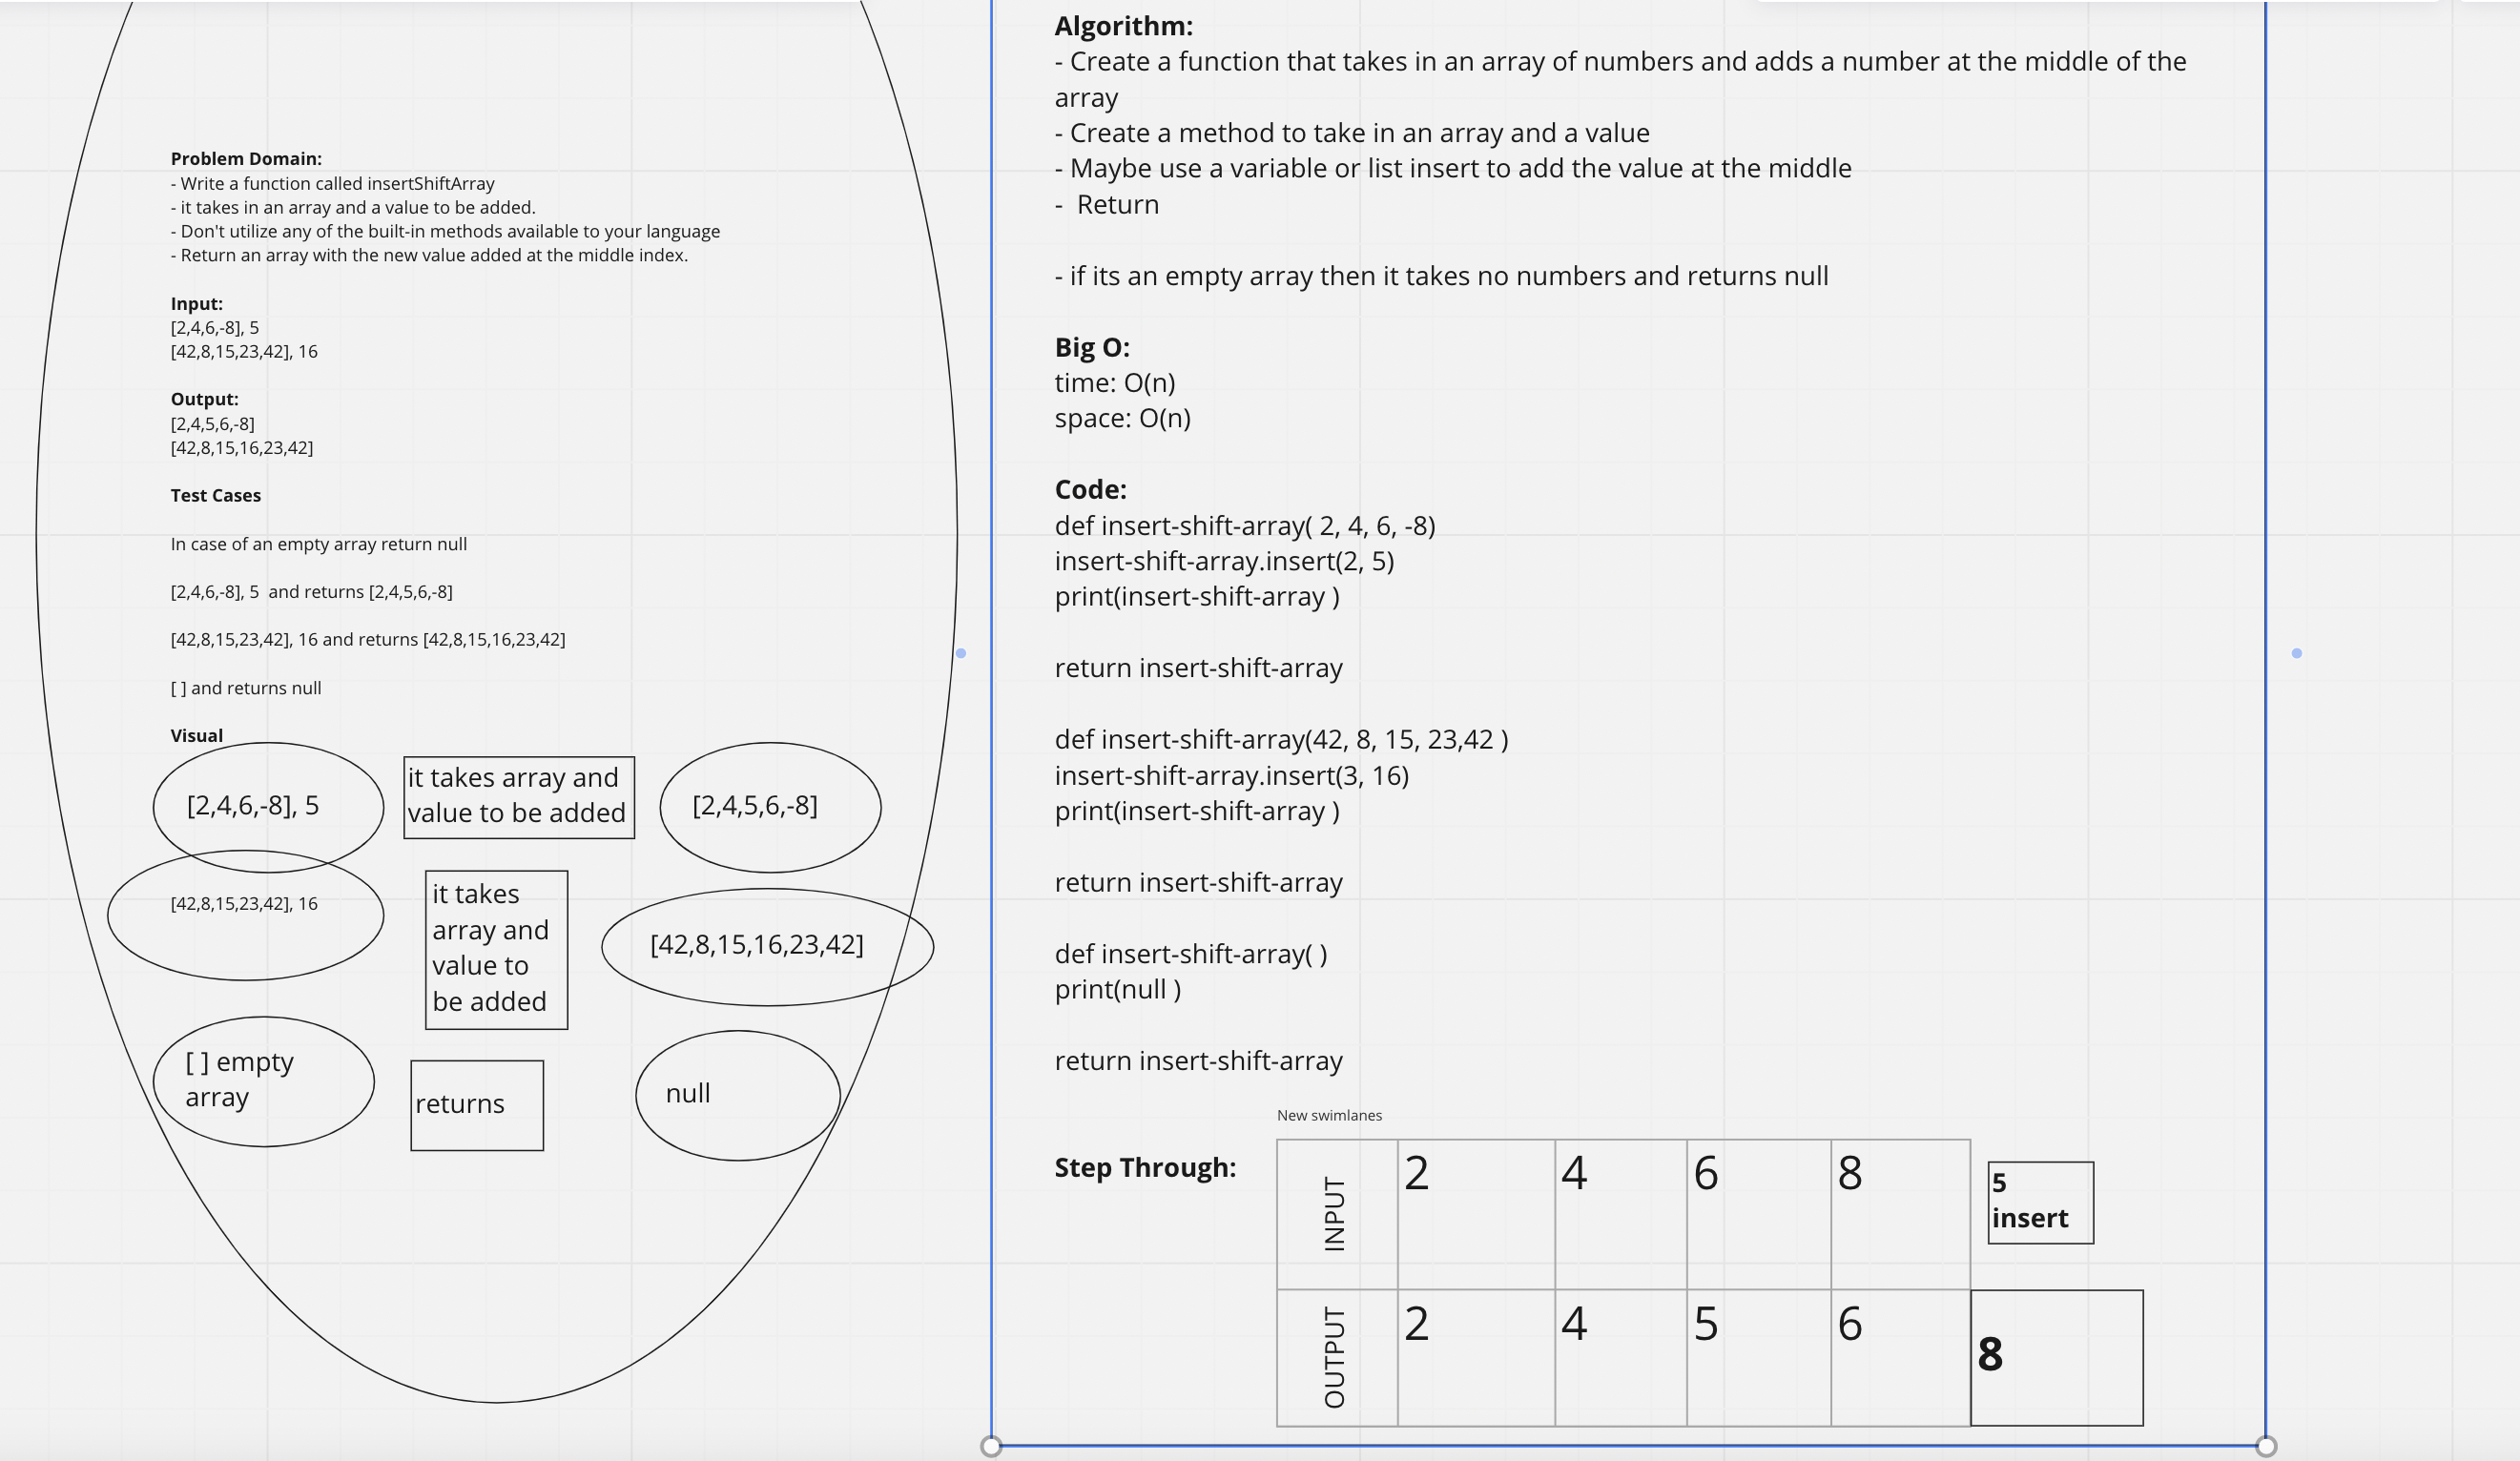 Problem Domain:
- Write a function called insertShiftArray
- it takes in an array and a value to be added.
- Don't utilize any of the built-in methods available to your language
- Return an array with the new value added at the middle index.
Input:
[2,4,6,-8], 5
[42,8,15,23,42], 16
Output:
[2,4,5,6,-8]
[42,8,15,16,23,42]
Test Cases
In case of an empty array return null
[2,4,6,-8], 5  and returns [2,4,5,6,-8]
[42,8,15,23,42], 16 and returns [42,8,15,16,23,42]
[ ] and returns null
Visual
[2,4,6,-8], 5
it takes array and
value to be added
[2,4,5,6,-8]
[42,8,15,23,42], 16
it takes
array and
value to
be added
[42,8,15,16,23,42]
[ ] empty
array
returns
null
Algorithm:
- Create a function that takes in an array of numbers and adds a number at the middle of the
array
- Create a method to take in an array and a value
- Maybe use a variable or list insert to add the value at the middle
-  Return
- if its an empty array then it takes no numbers and returns null
Big O:
time: O(n)
space: O(n)
Code:
def insert-shift-array( 2, 4, 6, -8)
insert-shift-array.insert(2, 5)
print(insert-shift-array )
return insert-shift-array
def insert-shift-array(42, 8, 15, 23,42 )
insert-shift-array.insert(3, 16)
print(insert-shift-array )
return insert-shift-array
def insert-shift-array( )
print(null )
return insert-shift-array
New swimlanes
Step Through:
INPUT
2
4
6
8
5
insert
OUTPUT
2
4
5
6
8